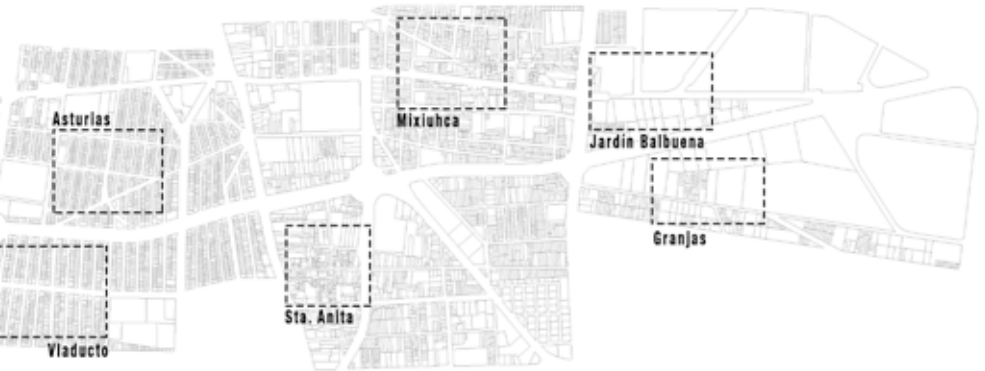 Asturias
Mixiuhca
Jardín Balbuena
Granjas
Sta. Anita
Viaducto